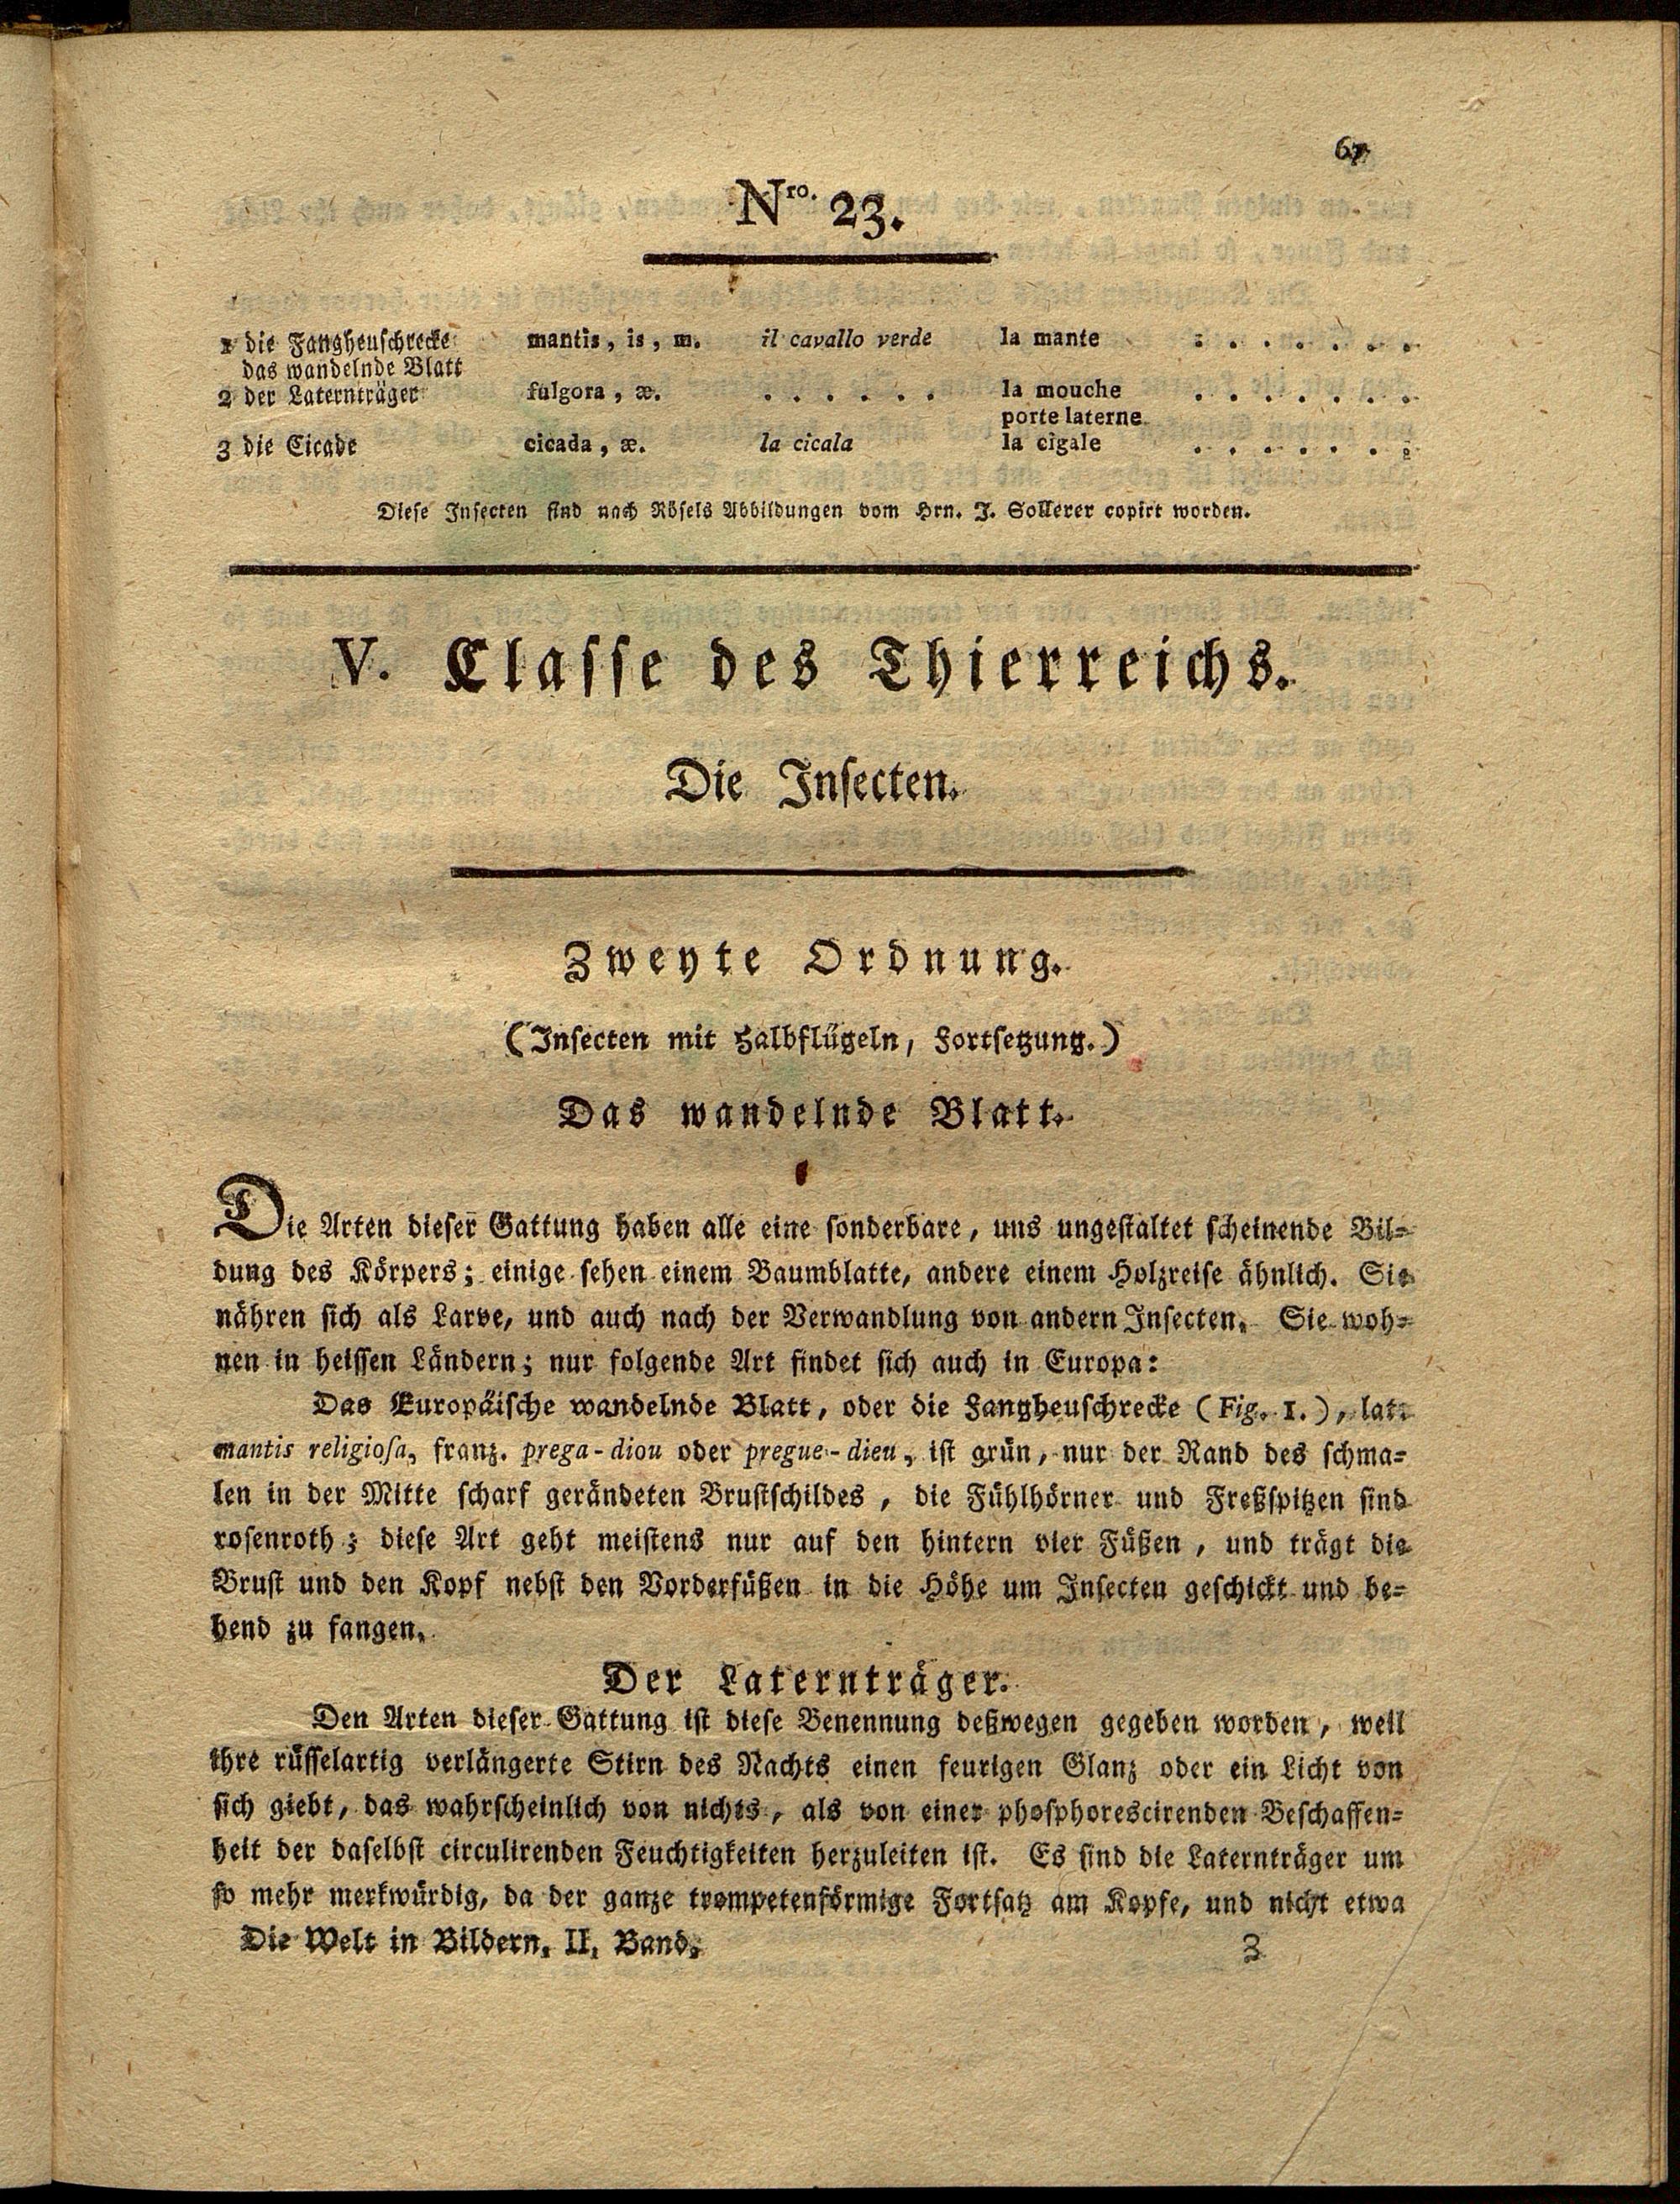 Nro. 23.
1 die Fangheuschrecke mantis, is, m. il cavallo verde la mante . . . . . . .
das wandelnde Blatt
2 der Laternträger fulgora, æ. . . . . . . la mouche . . . . . . .
porte laterne
3 die Cicade cicada, æ. la cicala la cigale . . . . . . .
Diese Insecten sind nach Rösels Abbildungen vom Hrn. J. Sollerer copirt worden.
V. Classe des Thierreichs.
Die Insecten.
Zweyte Ordnung.
(Insecten mit Halbflügeln, Fortsetzung.)
Das wandelnde Blatt.
Die Arten dieser Gattung haben alle eine sonderbare, uns ungestaltet scheinende Bil=
dung des Körpers; einige sehen einem Baumblatte, andere einem Holzreise ähnlich. Sie
nähren sich als Larve, und auch nach der Verwandlung von andern Insecten. Sie woh=
nen in heissen Ländern; nur folgende Art findet sich auch in Europa:
Das Europäische wandelnde Blatt, oder die Fangheuschrecke (Fig. 1.), lat.
mantis religiosa, franz. prega-diou oder pregue-dieu, ist grün, nur der Rand des schma=
len in der Mitte scharf gerändeten Brustschildes, die Fühlhörner und Freßspitzen sind
rosenroth; diese Art geht meistens nur auf den hintern vier Füßen, und trägt die
Brust und den Kopf nebst den Vorderfüßen in die Höhe um Insecten geschickt und be=
hend zu fangen.
Der Laternträger.
Den Arten dieser Gattung ist diese Benennung deßwegen gegeben worden, weil
ihre rüsselartig verlängerte Stirn des Nachts einen feurigen Glanz oder ein Licht von
sich giebt, das wahrscheinlich von nichts, als von einer phosphorescirenden Beschaffen=
heit der daselbst circulirenden Feuchtigkeiten herzuleiten ist. Es sind die Laternträger um
so mehr merkwürdig, da der ganze trompetenförmige Fortsatz am Kopfe, und nicht etwa
Die Welt in Bildern. II. Band. 3